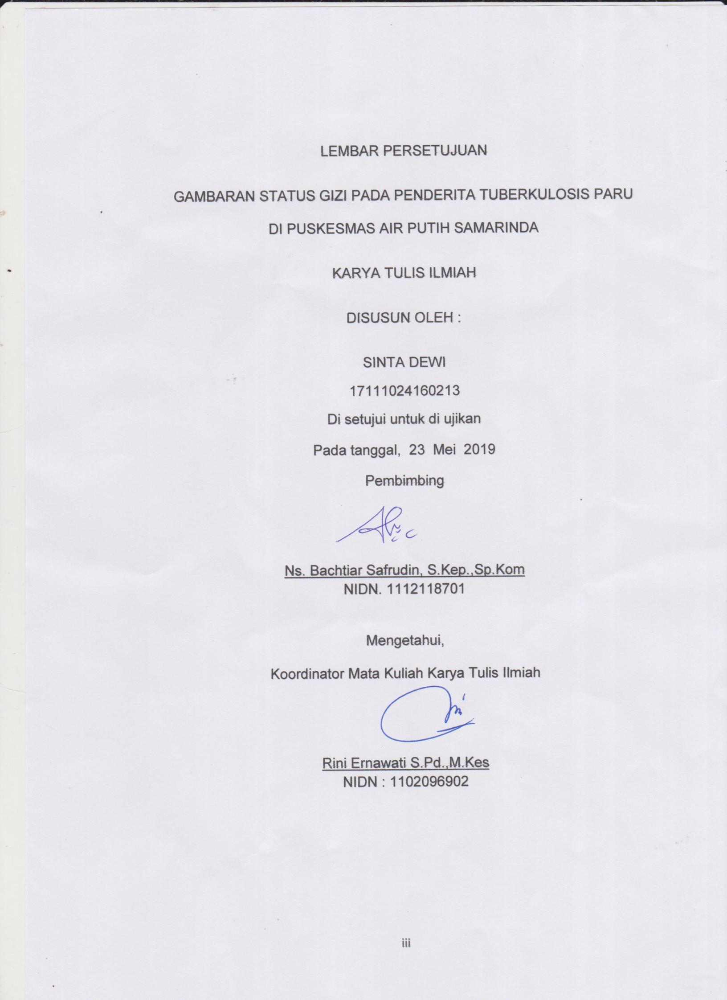 LEMBAR PERSETUJUAN
GAMBARAN STATUS GIZI PADA PENDERITA TUBERKULOSIS PARU
DI PUSKESMAS AIR PUTIH SAMARINDA
KARYA TULIS ILMIAH
DISUSUN OLEH :
SINTA DEWI
17111024160213
Di setujui untuk di ujikan
Pada tanggal,  23  Mei  2019
Pembimbing
Ns. Bachtiar Safrudin, S.Kep.,Sp.Kom
NIDN. 1112118701
Mengetahui,
Koordinator Mata Kuliah Karya Tulis Ilmiah
Rini Ernawati S.Pd.,M.Kes
NIDN : 1102096902
iii